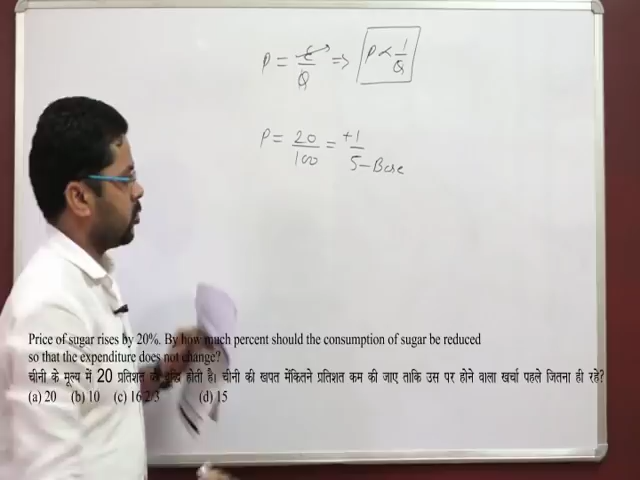 P = E/Q => P ∝ 1/Q
P = 20/100 = +1/5 - Base
Price of sugar rises by 20%. By how much percent should the consumption of sugar be reduced
so that the expenditure does not change?
चीनी के मूल्य में 20 प्रतिशत की वृद्धि होती है। चीनी की खपत मेंकितने प्रतिशत कम की जाए ताकि उस पर होने वाला खर्चा पहले जितना ही रहे?
(a) 20 (b) 10 (c) 16 2/3 (d) 15